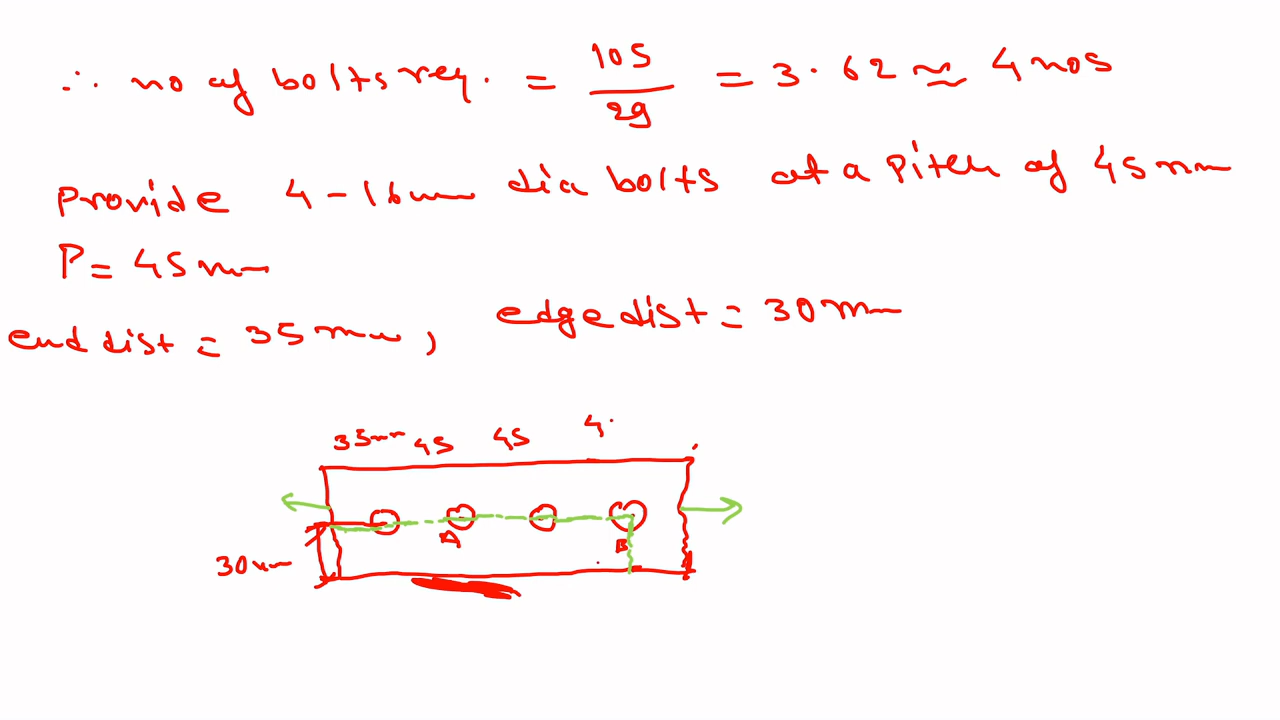 ∴ no of bolts req. = 105/29 = 3.62 ≈ 4 nos
Provide 4-16mm dia bolts at a pitch of 45mm
P = 45mm
end dist = 35mm, edge dist = 30mm
35mm 45 45 4
A B
30mm